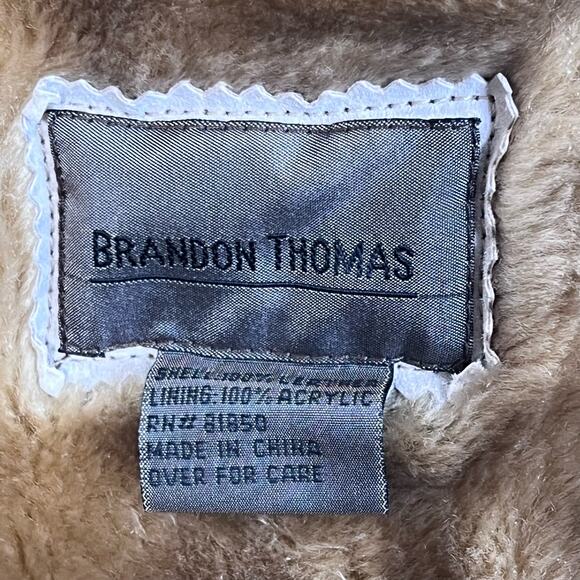 BRANDON THOMAS
SHELL:100% LEATHER
LINING:100% ACRYLIC
RN# 81850
MADE IN CHINA
OVER FOR CARE